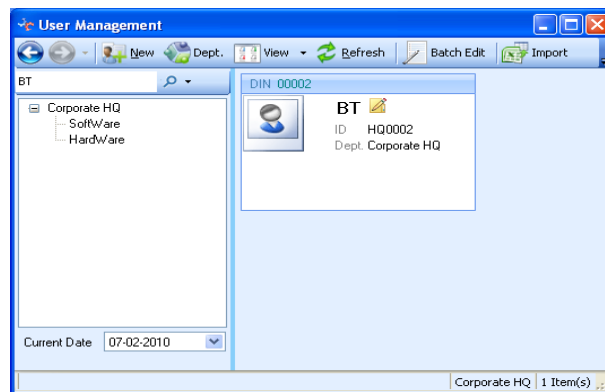 User Management
New Dept. View Refresh Batch Edit Import
BT
Corporate HQ
SoftWare
HardWare
Current Date 07-02-2010
DIN 00002
BT
ID HQ0002
Dept. Corporate HQ
Corporate HQ 1 Item(s)